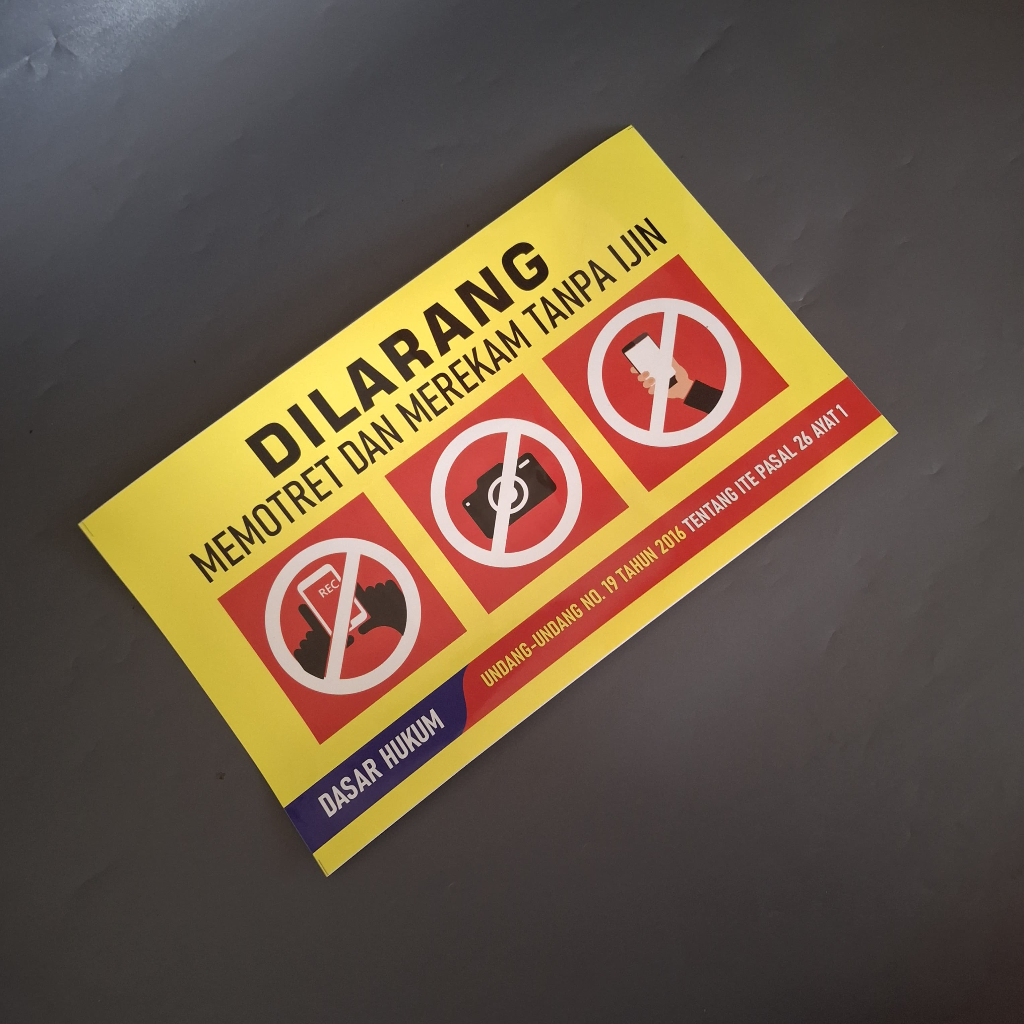 DILARANG
MEMOTRET DAN MEREKAM TANPA IJIN
REC
DASAR HUKUM
UNDANG-UNDANG NO. 19 TAHUN 2016 TENTANG ITE PASAL 26 AYAT 1